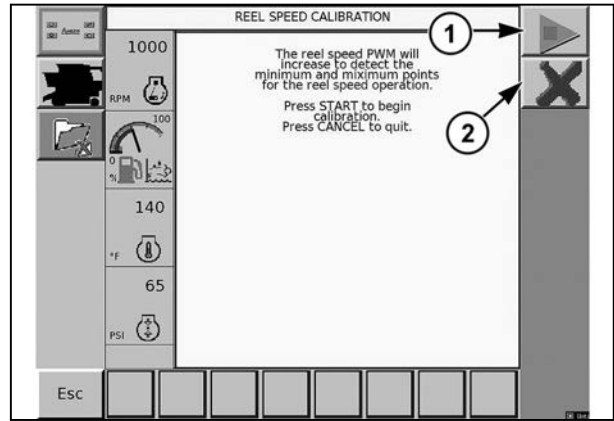 REEL SPEED CALIBRATION
1
2
1000
RPM
100
0
%
140
°F
65
PSI
The reel speed PWM will
increase to detect the
minimum and miximum points
for the reel speed operation.
Press START to begin
calibration.
Press CANCEL to quit.
Esc